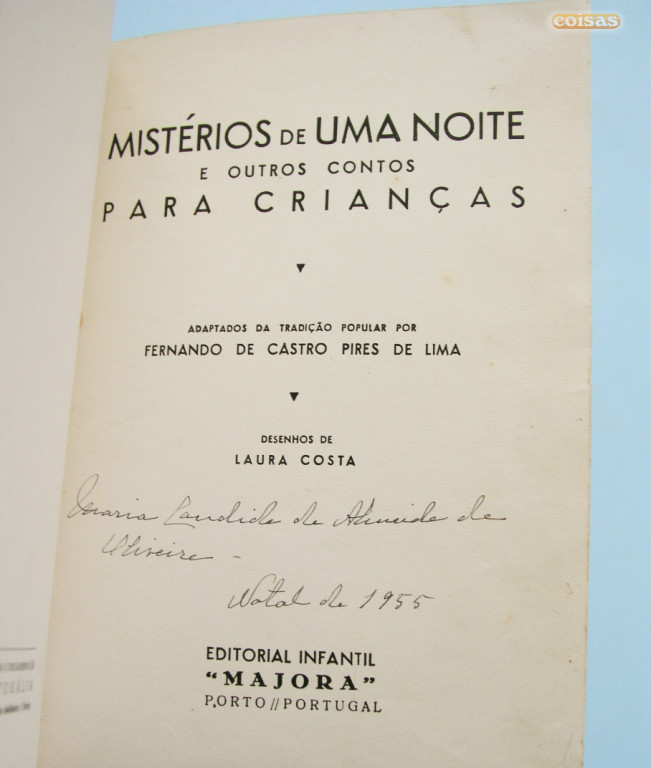 coisas
MISTÉRIOS DE UMA NOITE
E OUTROS CONTOS
PARA CRIANÇAS
ADAPTADOS DA TRADIÇÃO POPULAR POR
FERNANDO DE CASTRO PIRES DE LIMA
DESENHOS DE
LAURA COSTA
Maria Candida de Almeida de
Oliveira -
Natal de 1955
EDITORIAL INFANTIL
"MAJORA"
PORTO // PORTUGAL